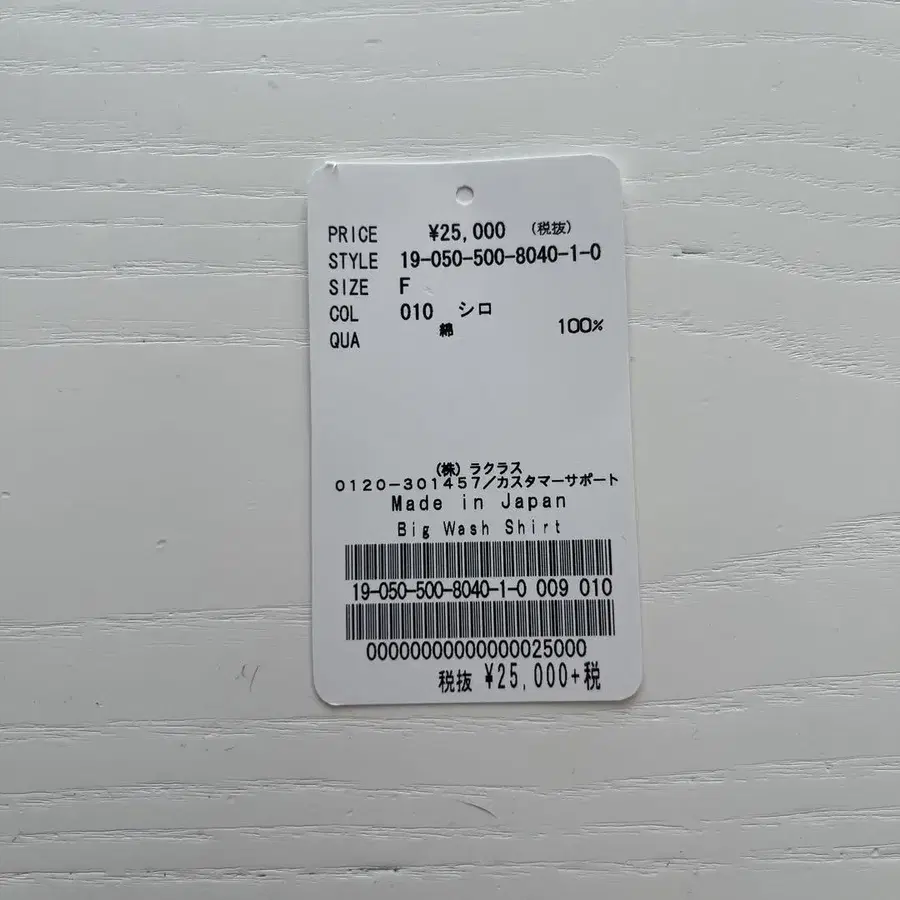 PRICE ¥25,000 (税抜)
STYLE 19-050-500-8040-1-0
SIZE F
COL 010 シロ
QUA 綿 100%
(株)ラクラス
0120-301457/カスタマーサポート
Made in Japan
Big Wash Shirt
19-050-500-8040-1-0 009 010
00000000000000025000
税抜 ¥25,000+税